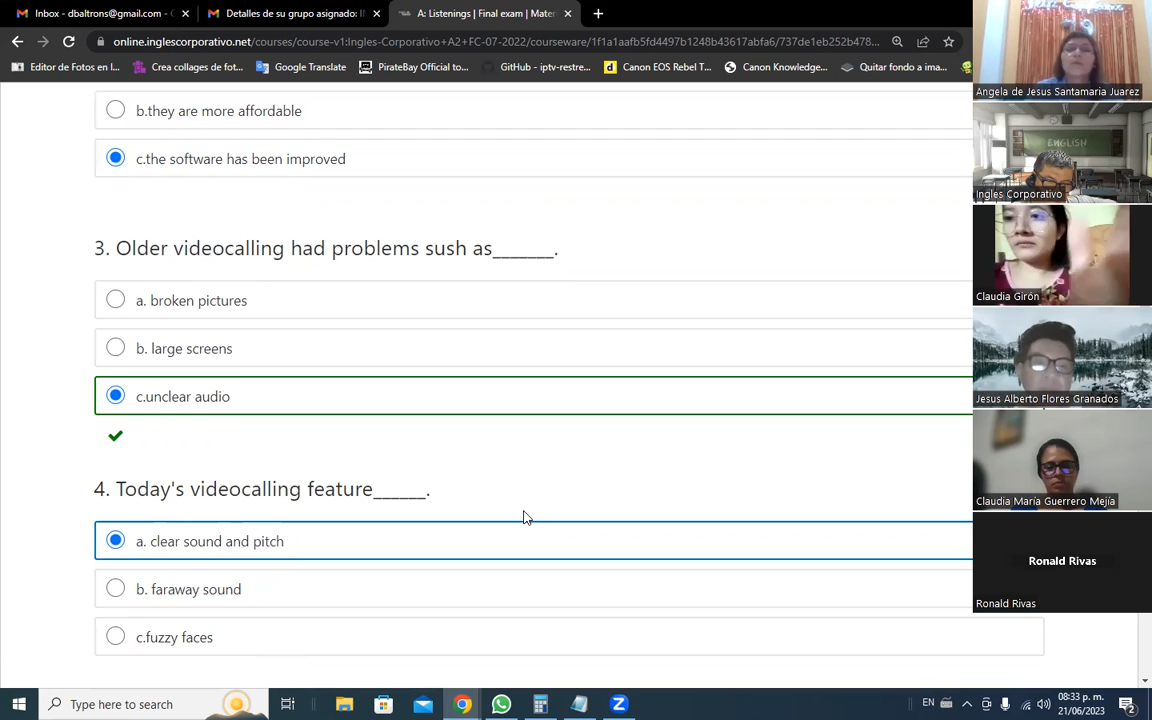 Inbox - dbaltrons@gmail.com - G
Detalles de su grupo asignado: I
A: Listenings | Final exam | Mater
online.inglescorporativo.net/courses/course-v1:Ingles-Corporativo+A2+FC-07-2022/courseware/1f1a1aafb5fd4497b1248b43617abfa6/737de1eb252b478...
Editor de Fotos en l...
Crea collages de fot...
Google Translate
PirateBay Official to...
GitHub - iptv-restre...
Canon EOS Rebel T...
Canon Knowledge...
Quitar fondo a ima...
b.they are more affordable
c.the software has been improved
3. Older videocalling had problems sush as_______.
a. broken pictures
b. large screens
c.unclear audio
4. Today's videocalling feature______.
a. clear sound and pitch
b. faraway sound
c.fuzzy faces
Angela de Jesus Santamaria Juarez
ENGLISH
Ingles Corporativo
Claudia Girón
Jesus Alberto Flores Granados
Claudia María Guerrero Mejía
Ronald Rivas
Ronald Rivas
Type here to search
EN
08:33 p. m.
21/06/2023
2